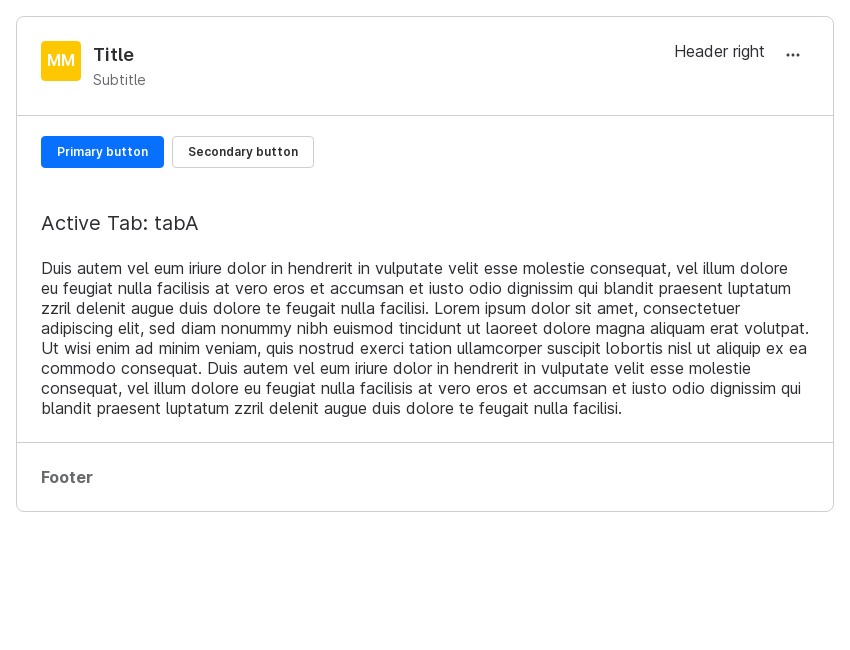 MM
Title
Header right
Subtitle
Primary button
Secondary button
Active Tab: tabA
Duis autem vel eum iriure dolor in hendrerit in vulputate velit esse molestie consequat, vel illum dolore
eu feugiat nulla facilisis at vero eros et accumsan et iusto odio dignissim qui blandit praesent luptatum
zzril delenit augue duis dolore te feugait nulla facilisi. Lorem ipsum dolor sit amet, consectetuer
adipiscing elit, sed diam nonummy nibh euismod tincidunt ut laoreet dolore magna aliquam erat volutpat.
Ut wisi enim ad minim veniam, quis nostrud exerci tation ullamcorper suscipit lobortis nisl ut aliquip ex ea
commodo consequat. Duis autem vel eum iriure dolor in hendrerit in vulputate velit esse molestie
consequat, vel illum dolore eu feugiat nulla facilisis at vero eros et accumsan et iusto odio dignissim qui
blandit praesent luptatum zzril delenit augue duis dolore te feugait nulla facilisi.
Footer